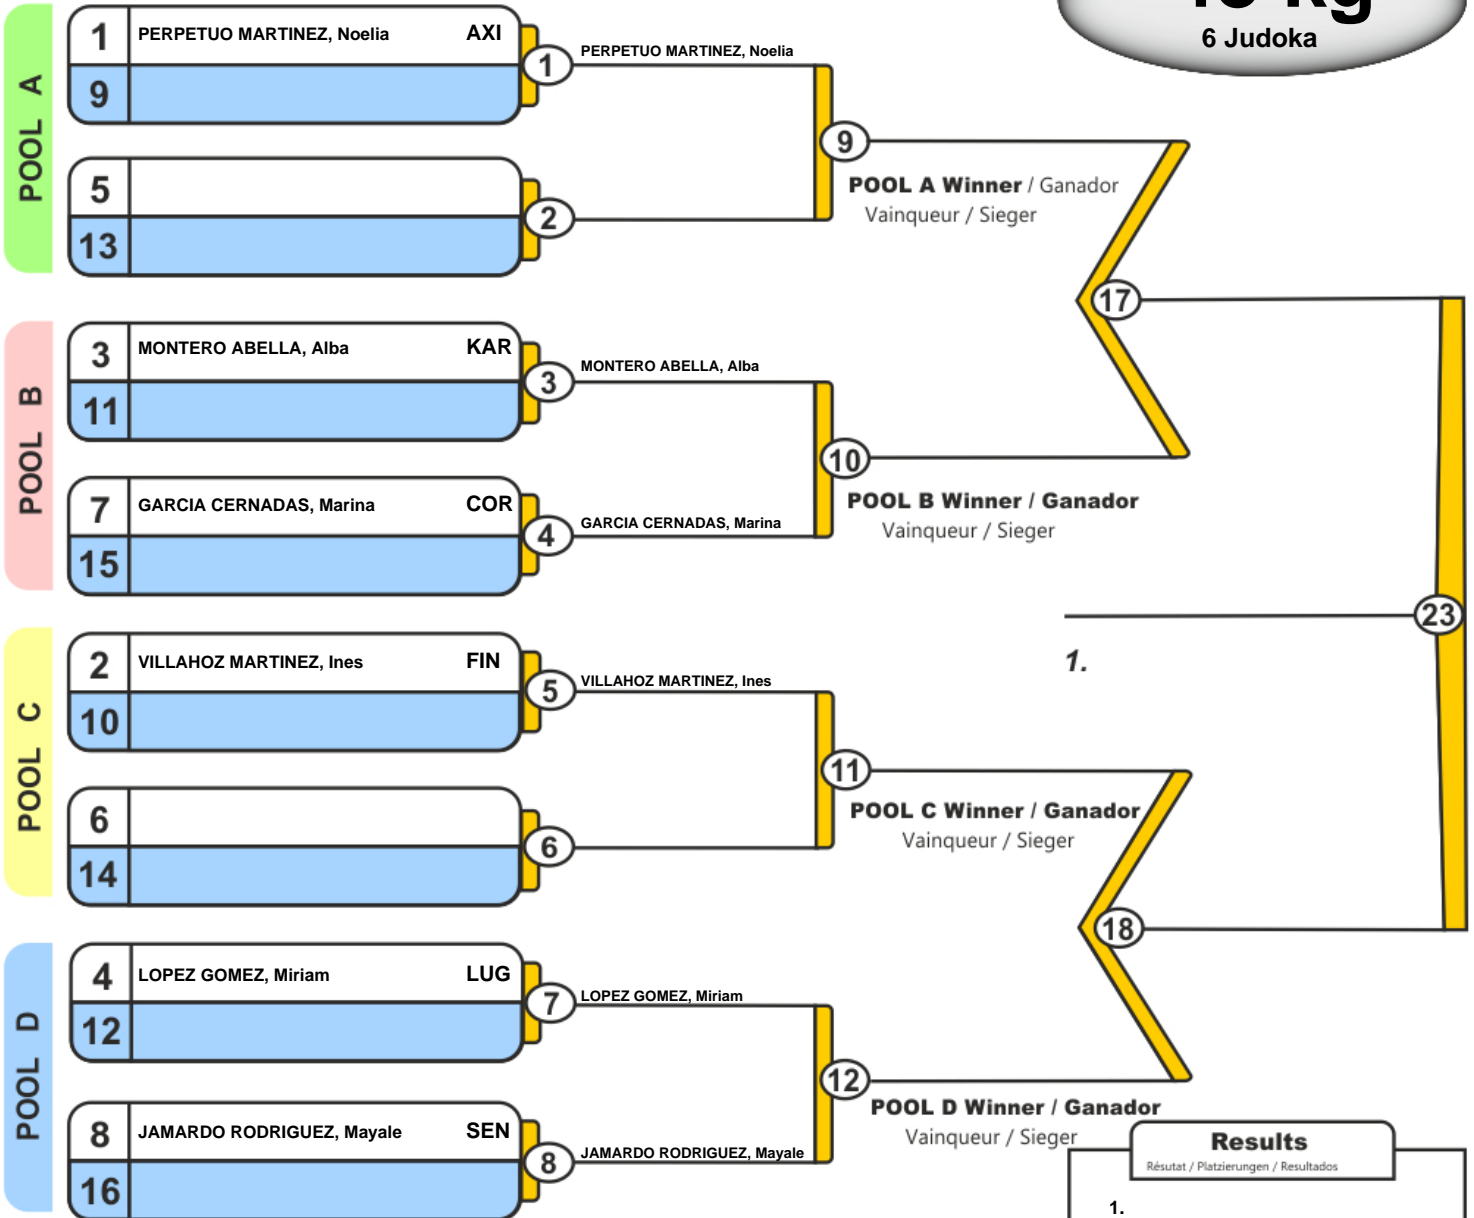 kg
6 Judoka
POOL A
1 PERPETUO MARTINEZ, Noelia AXI
9
5
13
1
PERPETUO MARTINEZ, Noelia
2
9
POOL A Winner / Ganador
Vainqueur / Sieger
POOL B
3 MONTERO ABELLA, Alba KAR
11
7 GARCIA CERNADAS, Marina COR
15
3
MONTERO ABELLA, Alba
4
GARCIA CERNADAS, Marina
10
POOL B Winner / Ganador
Vainqueur / Sieger
17
POOL C
2 VILLAHOZ MARTINEZ, Ines FIN
10
6
14
5
VILLAHOZ MARTINEZ, Ines
6
11
POOL C Winner / Ganador
Vainqueur / Sieger
POOL D
4 LOPEZ GOMEZ, Miriam LUG
12
8 JAMARDO RODRIGUEZ, Mayale SEN
16
7
LOPEZ GOMEZ, Miriam
8
JAMARDO RODRIGUEZ, Mayale
12
POOL D Winner / Ganador
Vainqueur / Sieger
18
23
1.
Results
Résutat / Platzierungen / Resultados
1.